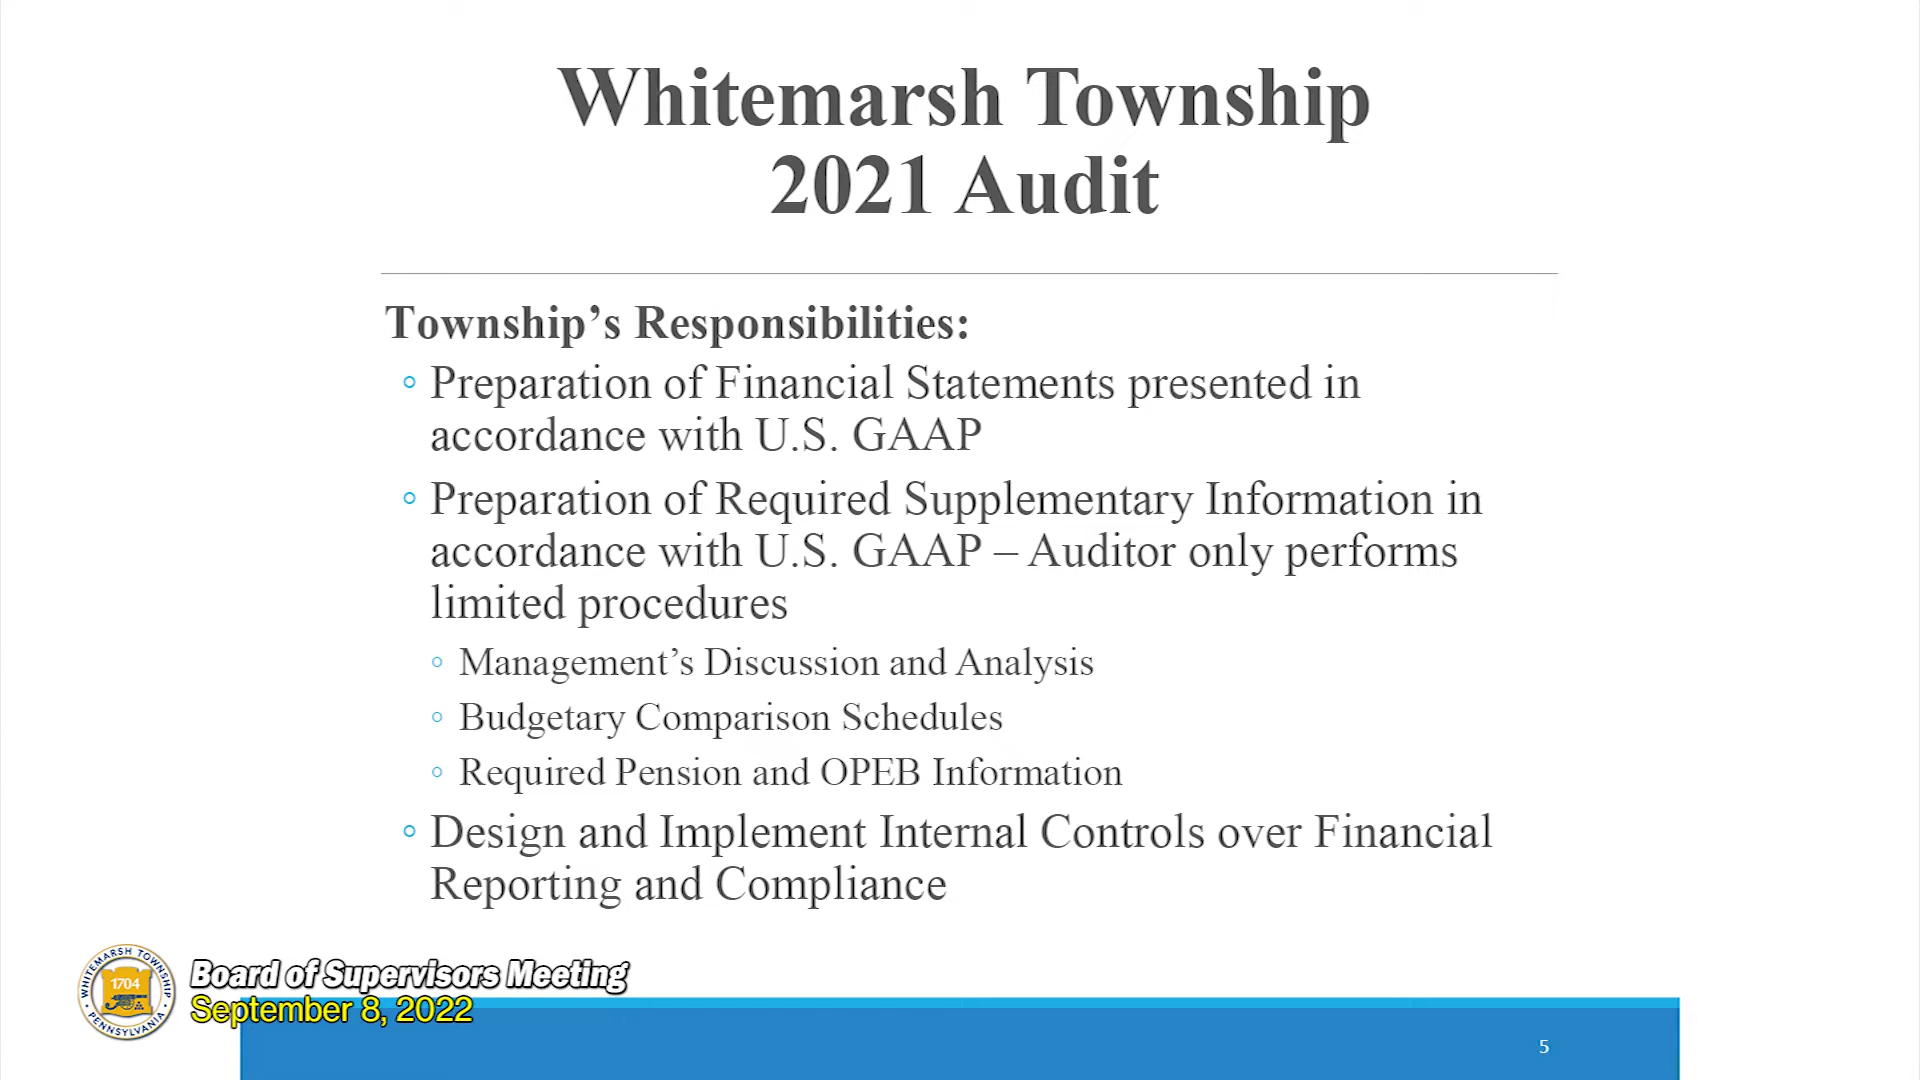 Whitemarsh Township
2021 Audit
Township’s Responsibilities:
◦ Preparation of Financial Statements presented in
accordance with U.S. GAAP
◦ Preparation of Required Supplementary Information in
accordance with U.S. GAAP – Auditor only performs
limited procedures
◦ Management’s Discussion and Analysis
◦ Budgetary Comparison Schedules
◦ Required Pension and OPEB Information
◦ Design and Implement Internal Controls over Financial
Reporting and Compliance
WHITEMARSH TOWNSHIP
1704
PENNSYLVANIA
Board of Supervisors Meeting
September 8, 2022
5